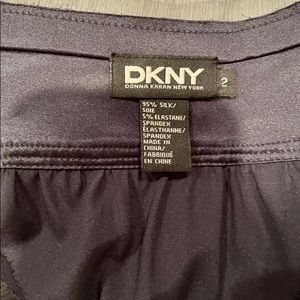 DKNY
DONNA KARAN NEW YORK
2
95% SILK/
SOIE
5% ELASTANE/
SPANDEX
ÉLASTHANNE/
SPANDEX
MADE IN
CHINA/
FABRIQUÉ
EN CHINE